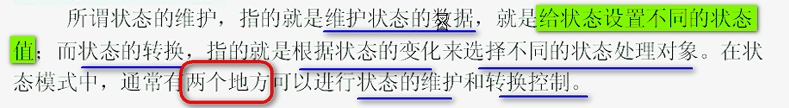 所谓状态的维护，指的就是维护状态的数据，就是给状态设置不同的状态
值；而状态的转换，指的就是根据状态的变化来选择不同的状态处理对象。在状
态模式中，通常有两个地方可以进行状态的维护和转换控制。